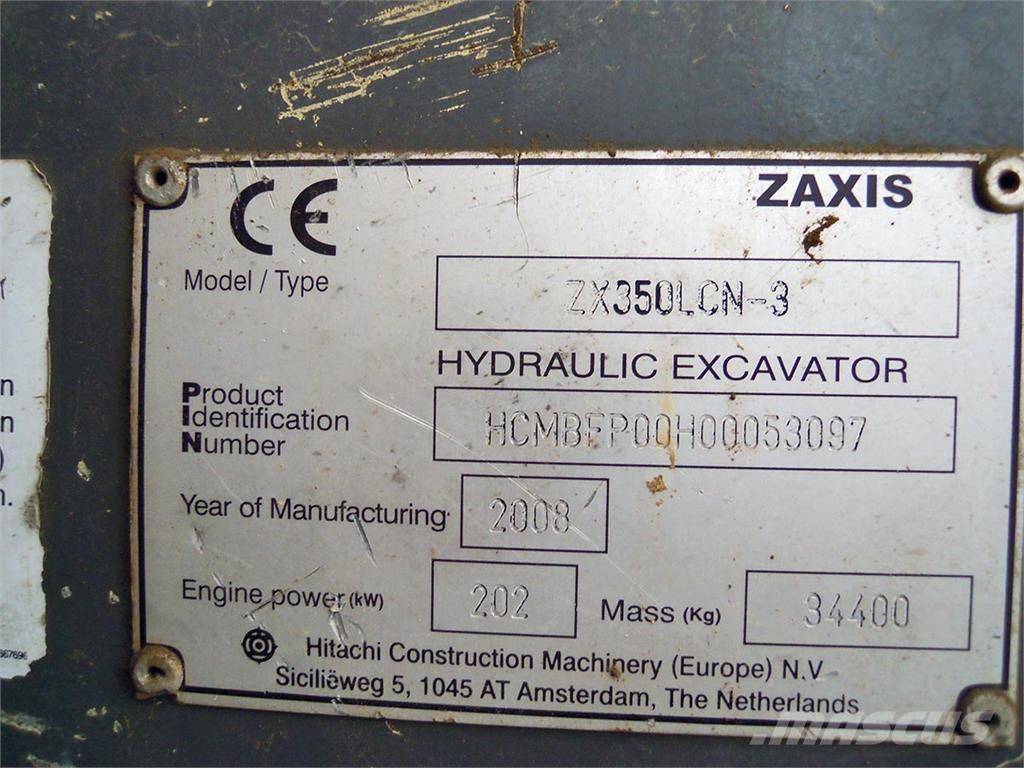 CE
ZAXIS
Model / Type
ZX350LCN-3
HYDRAULIC EXCAVATOR
Product
Identification
Number
HCMBFP00H00053097
Year of Manufacturing
2008
Engine power (kW)
202
Mass (Kg)
34400
Hitachi Construction Machinery (Europe) N.V
Siciliëweg 5, 1045 AT Amsterdam, The Netherlands
MASCUS